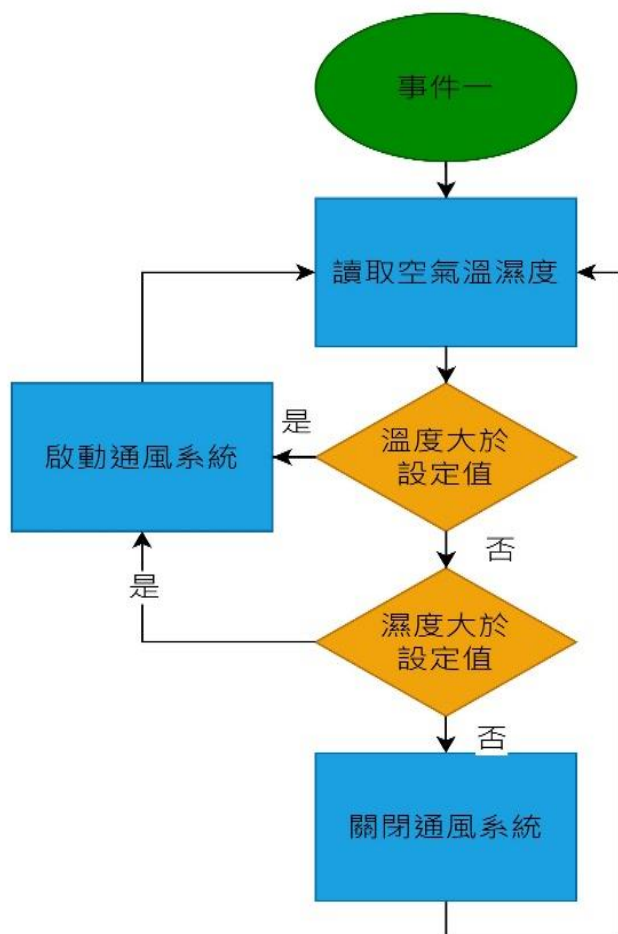 事件一
讀取空氣溫濕度
是
啟動通風系統
溫度大於
設定值
否
是
濕度大於
設定值
否
關閉通風系統